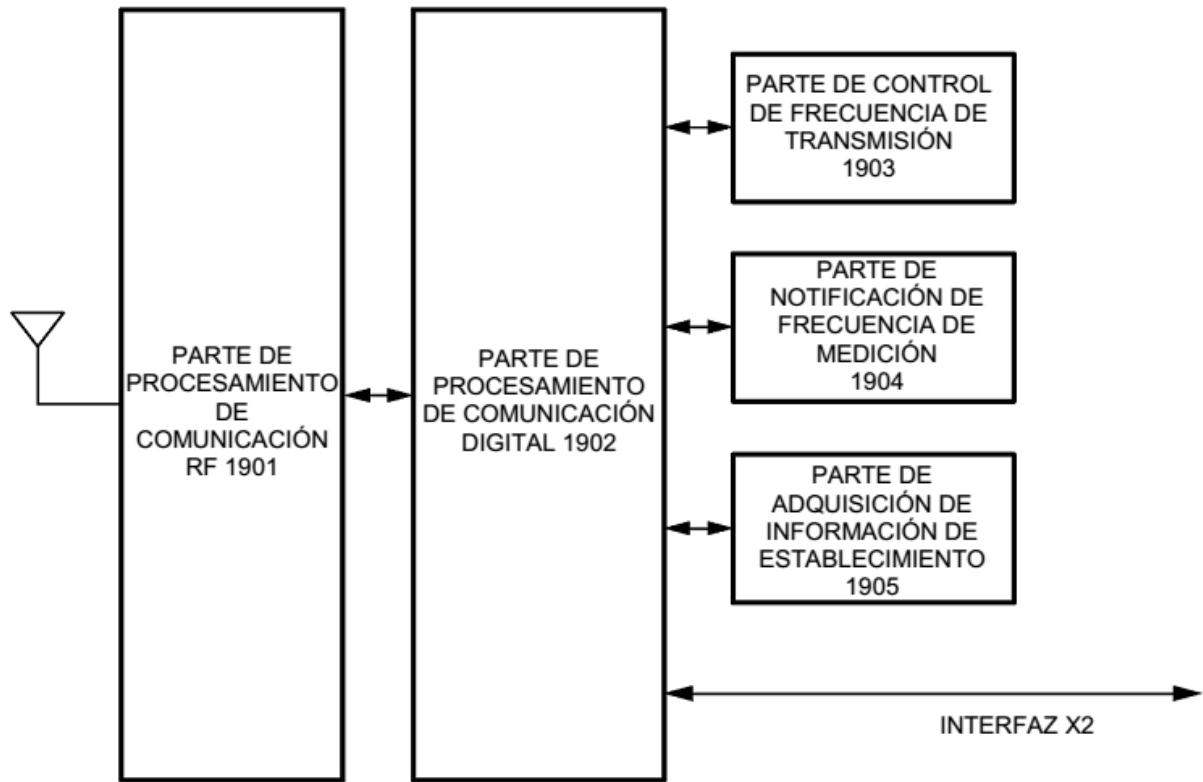 PARTE DE
PROCESAMIENTO
DE
COMUNICACIÓN
RF 1901
PARTE DE
PROCESAMIENTO
DE COMUNICACIÓN
DIGITAL 1902
PARTE DE CONTROL
DE FRECUENCIA DE
TRANSMISIÓN
1903
PARTE DE
NOTIFICACIÓN DE
FRECUENCIA DE
MEDICIÓN
1904
PARTE DE
ADQUISICIÓN DE
INFORMACIÓN DE
ESTABLECIMIENTO
1905
INTERFAZ X2